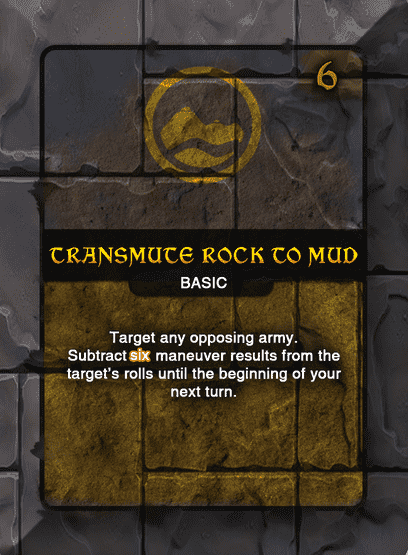 6
TRANSMUTE ROCK TO MUD
BASIC
Target any opposing army.
Subtract six maneuver results from the
target's rolls until the beginning of your
next turn.